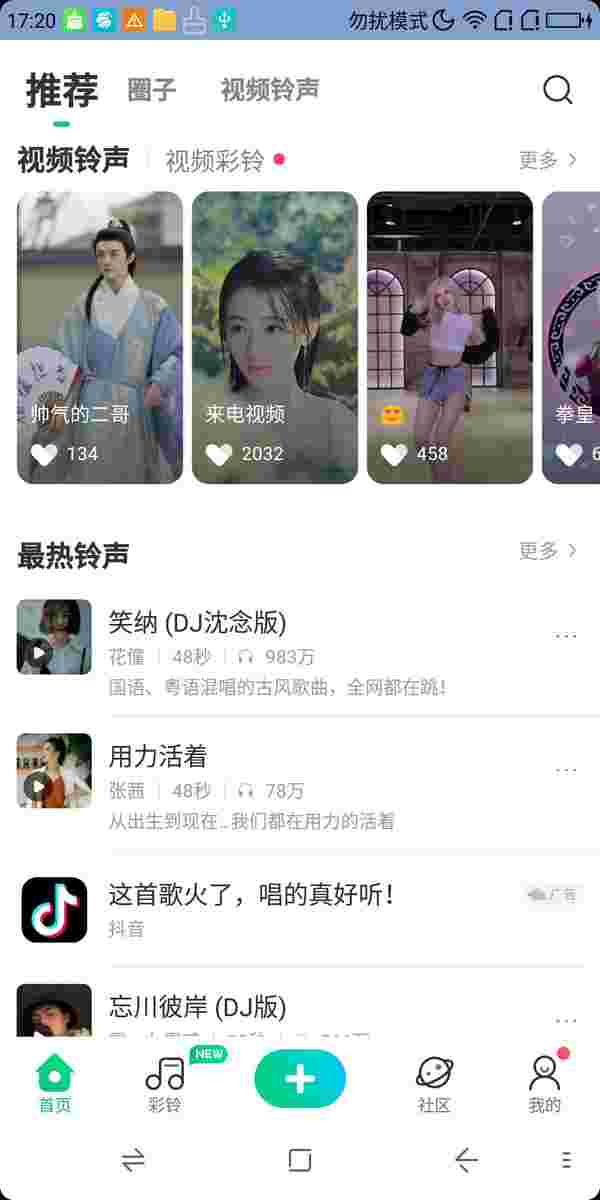 17:20 勿扰模式
推荐 圈子 视频铃声
视频铃声 视频彩铃 更多
帅气的二哥 来电视频 拳皇
134 2032 458 6
最热铃声 更多
笑纳 (DJ沈念版)
花僮 48秒 983万
国语、粤语混唱的古风歌曲，全网都在跳！
用力活着
张茜 48秒 78万
从出生到现在...我们都在用力的活着
这首歌火了，唱的真好听！ 广告
抖音
忘川彼岸 (DJ版)
NEW
首页 彩铃 社区 我的